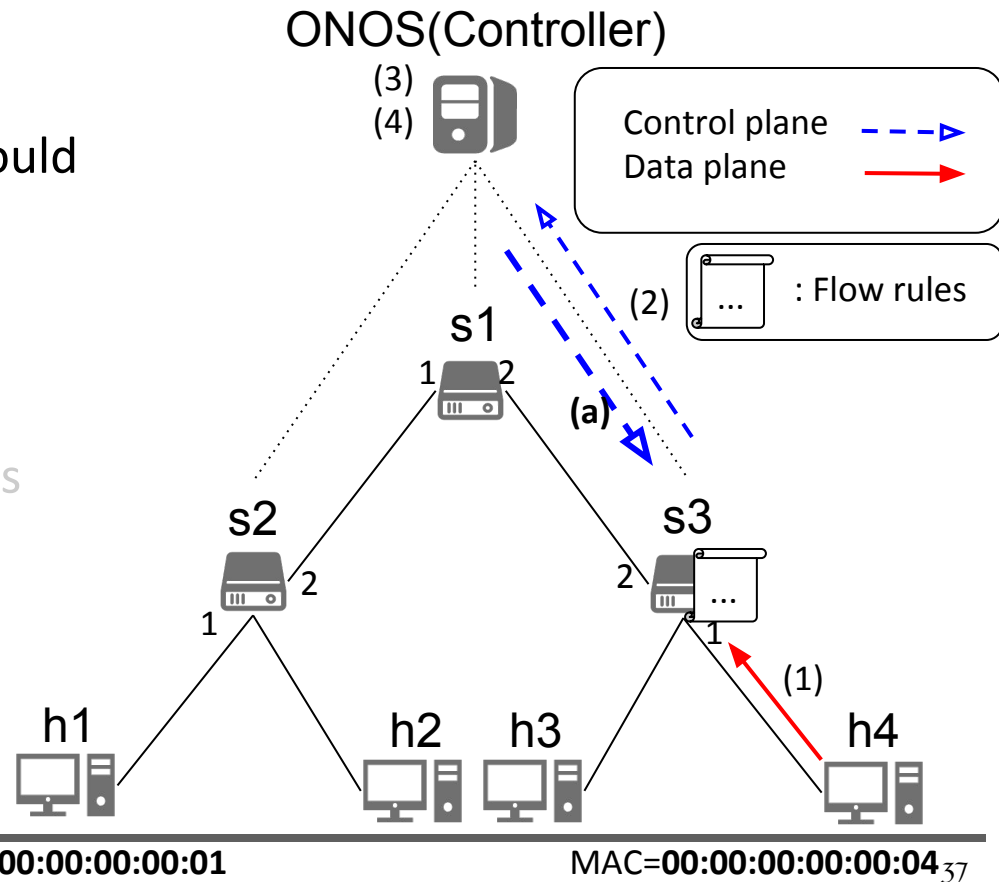 ONOS(Controller)
(3)
(4)
ould
Control plane
Data plane
(2)
...
: Flow rules
s1
1
2
(a)
s
s2
s3
2
2
...
1
1
(1)
h1
h2
h3
h4
00:00:00:00:01
MAC=00:00:00:00:00:04
37